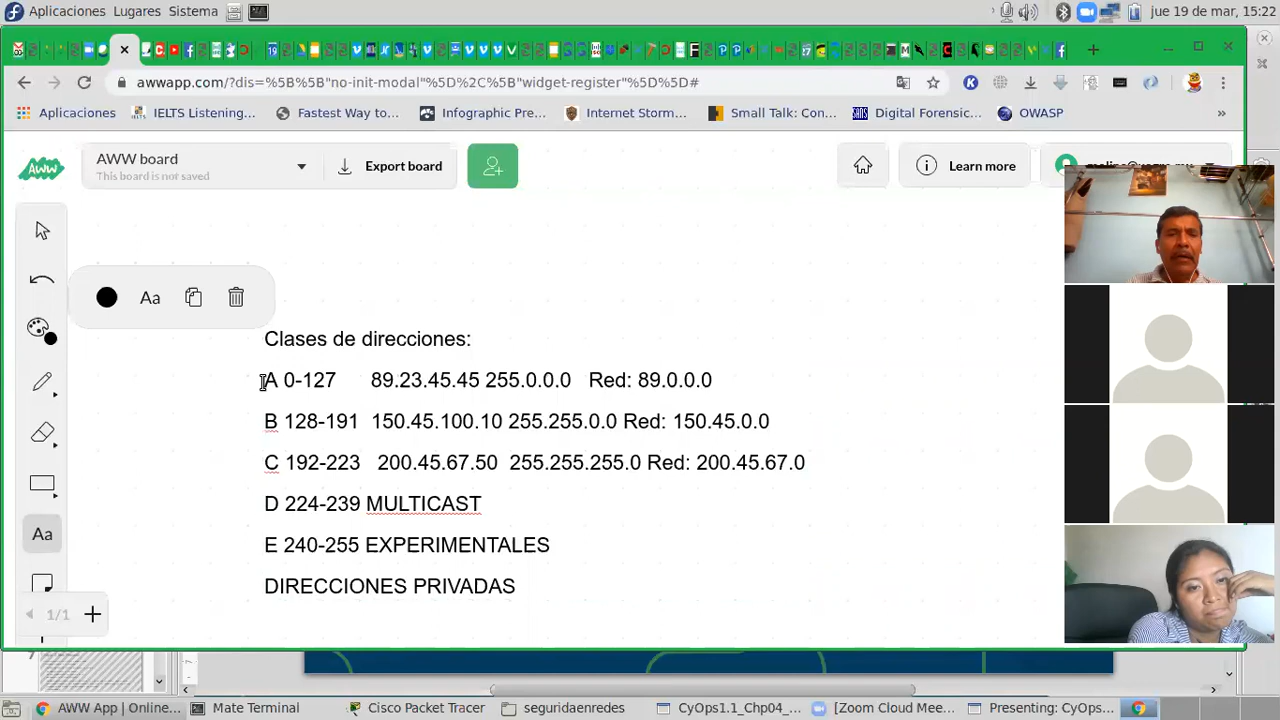 Aplicaciones Lugares Sistema jue 19 de mar, 15:22
awwapp.com/?dis=%5B%5B"no-init-modal"%5D%2C%5B"widget-register"%5D%5D#
Aplicaciones IELTS Listening... Fastest Way to... Infographic Pre... Internet Storm... Small Talk: Con... Digital Forensic... OWASP »
AWW AWW board Export board Learn more
This board is not saved
Aa
Clases de direcciones:
A 0-127 89.23.45.45 255.0.0.0 Red: 89.0.0.0
B 128-191 150.45.100.10 255.255.0.0 Red: 150.45.0.0
C 192-223 200.45.67.50 255.255.255.0 Red: 200.45.67.0
D 224-239 MULTICAST
Aa
E 240-255 EXPERIMENTALES
DIRECCIONES PRIVADAS
1/1
AWW App | Online... Mate Terminal Cisco Packet Tracer seguridaenredes CyOps1.1_Chp04_... [Zoom Cloud Mee... Presenting: CyOps...